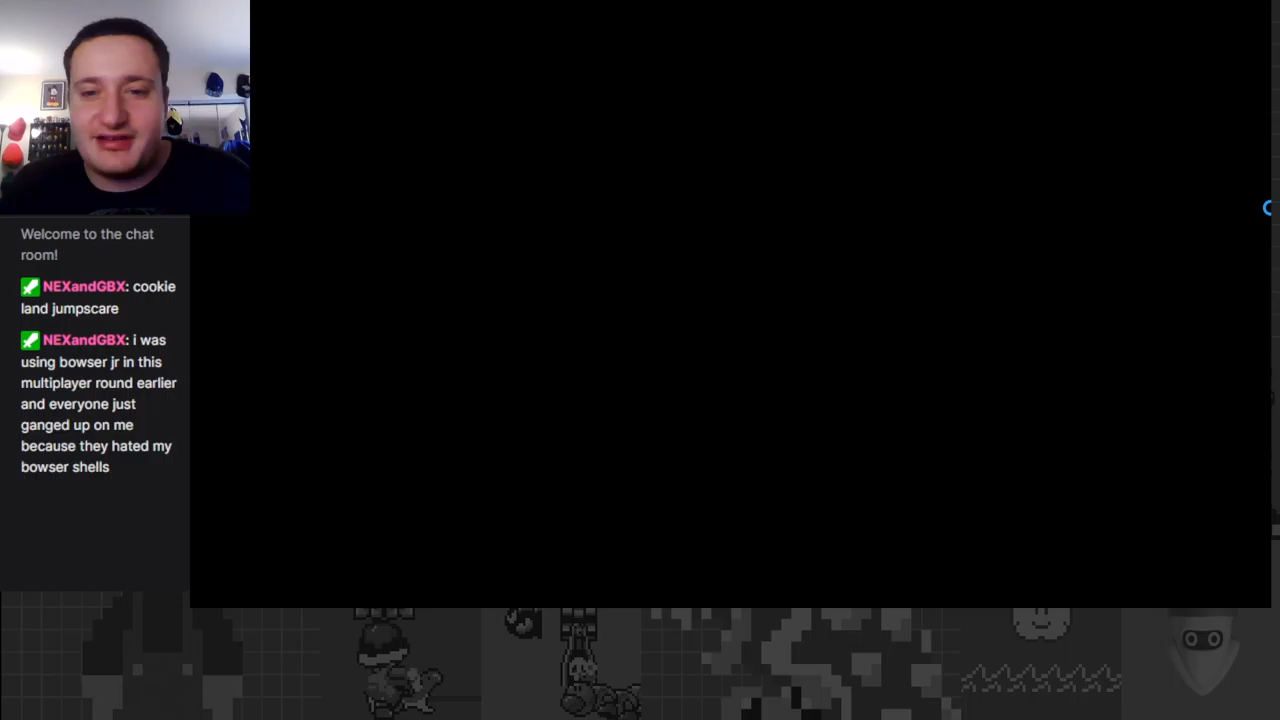 Welcome to the chat
room!
NEXandGBX: cookie
land jumpscare
NEXandGBX: i was
using bowser jr in this
multiplayer round earlier
and everyone just
ganged up on me
because they hated my
bowser shells